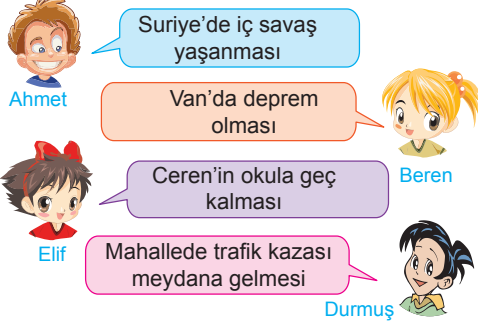 Suriye’de iç savaş
yaşanması
Ahmet
Van’da deprem
olması
Beren
Ceren’in okula geç
kalması
Elif
Mahallede trafik kazası
meydana gelmesi
Durmuş